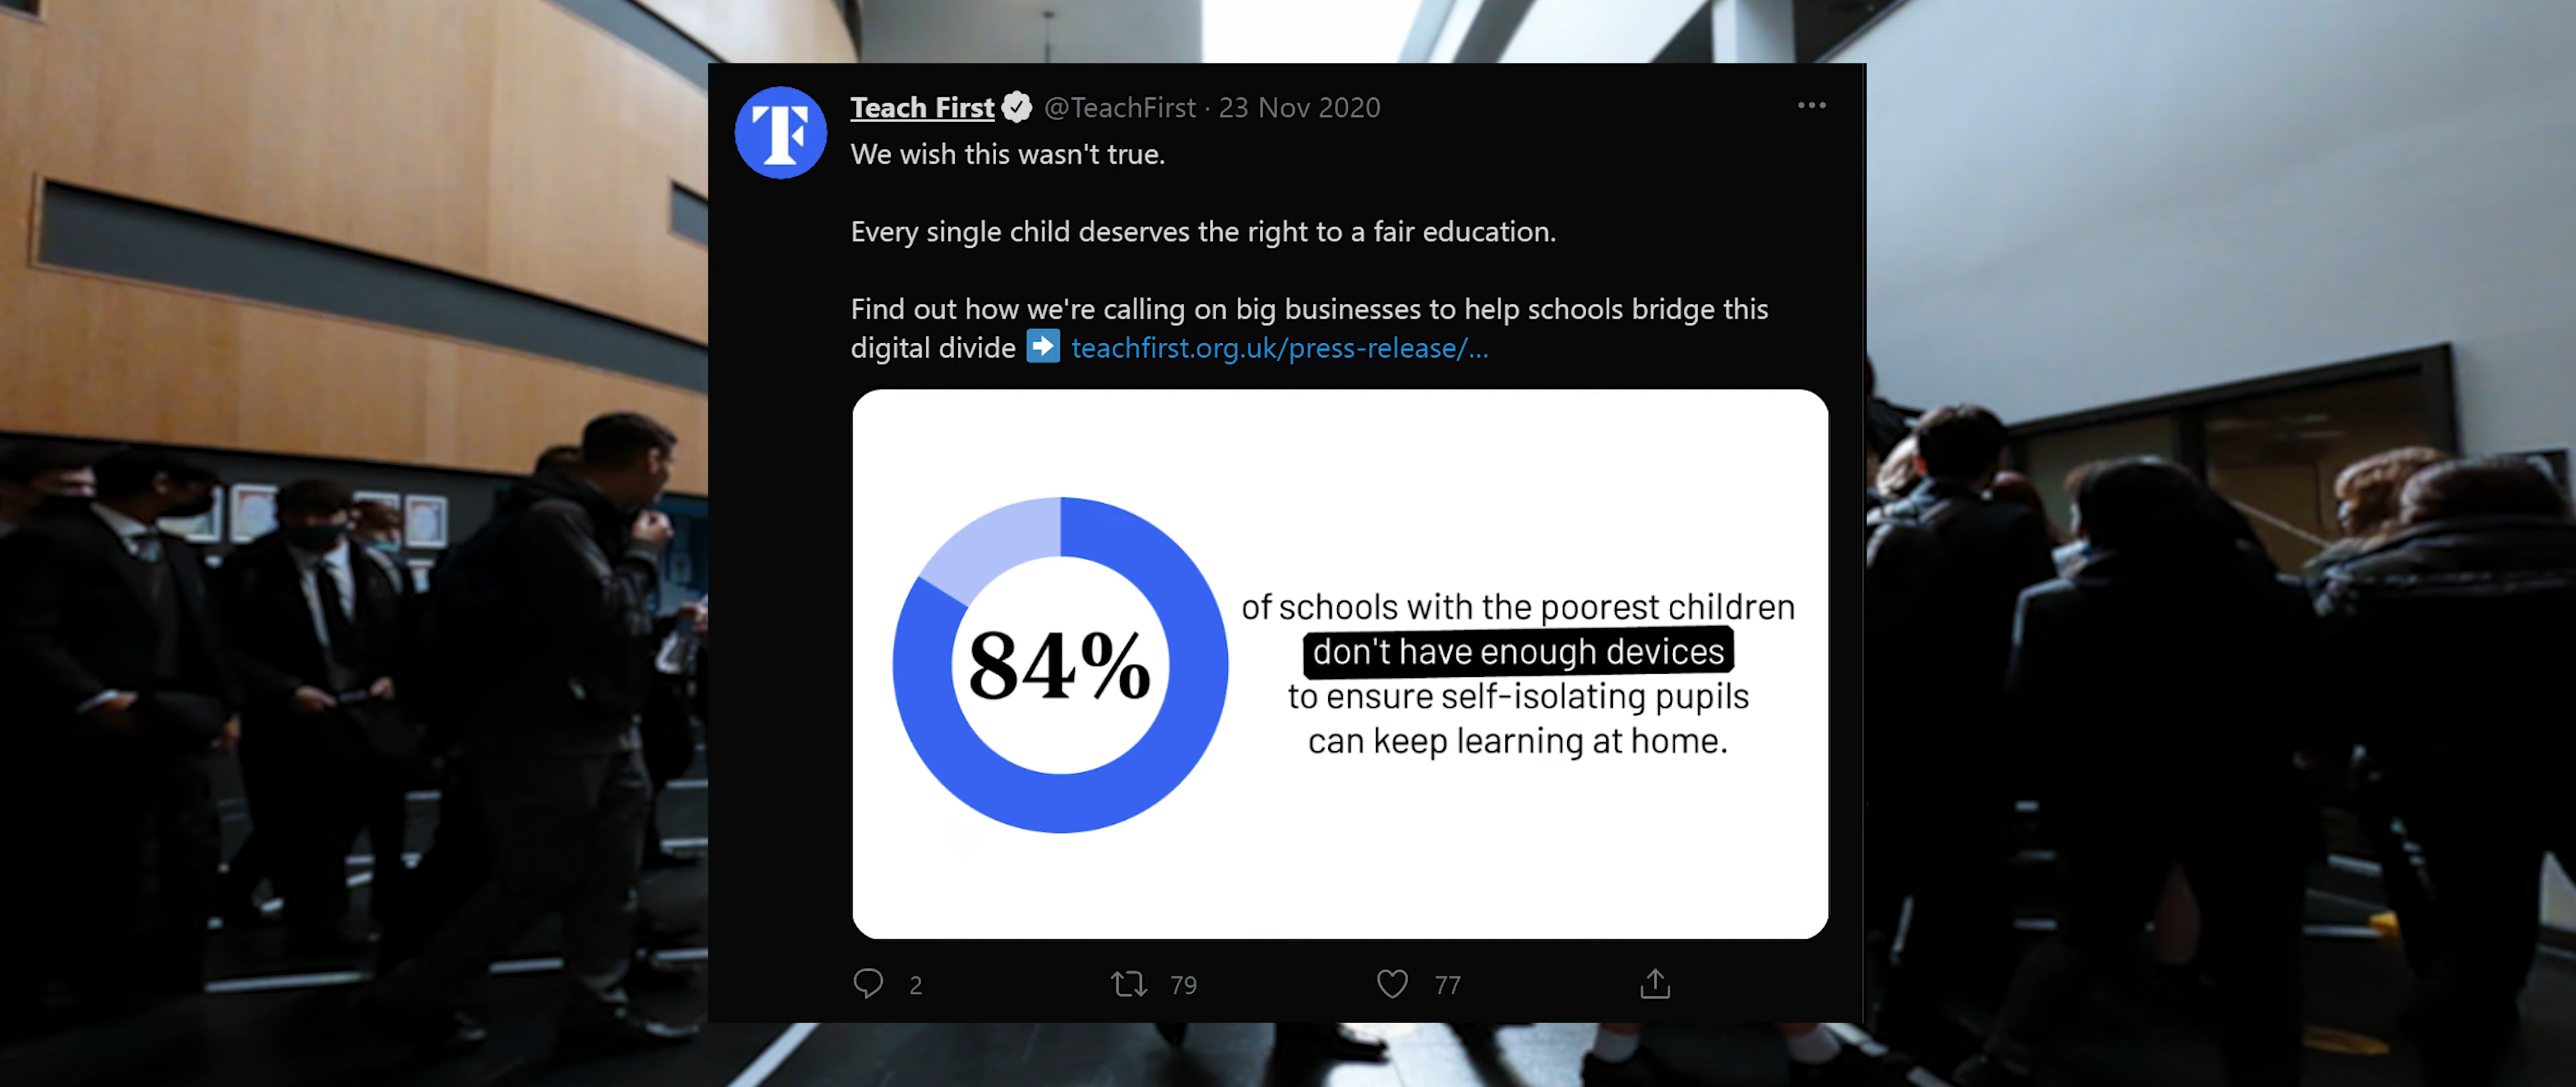 Teach First @TeachFirst · 23 Nov 2020
We wish this wasn't true.
Every single child deserves the right to a fair education.
Find out how we're calling on big businesses to help schools bridge this
digital divide ➡️ teachfirst.org.uk/press-release/...
84%
of schools with the poorest children
don't have enough devices
to ensure self-isolating pupils
can keep learning at home.
2 79 77